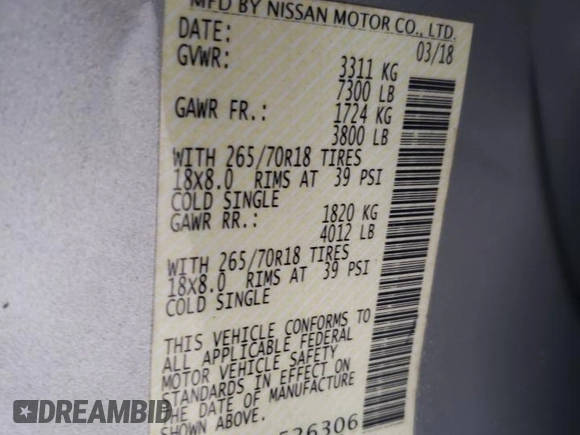 MFD BY NISSAN MOTOR CO., LTD.
DATE: 03/18
GVWR: 3311 KG
7300 LB
GAWR FR.: 1724 KG
3800 LB
WITH 265/70R18 TIRES
18X8.0 RIMS AT 39 PSI
COLD SINGLE
GAWR RR.: 1820 KG
4012 LB
WITH 265/70R18 TIRES
18X8.0 RIMS AT 39 PSI
COLD SINGLE
THIS VEHICLE CONFORMS TO
ALL APPLICABLE FEDERAL
MOTOR VEHICLE SAFETY
STANDARDS IN EFFECT ON
THE DATE OF MANUFACTURE
SHOWN ABOVE.
526306
DREAMBID